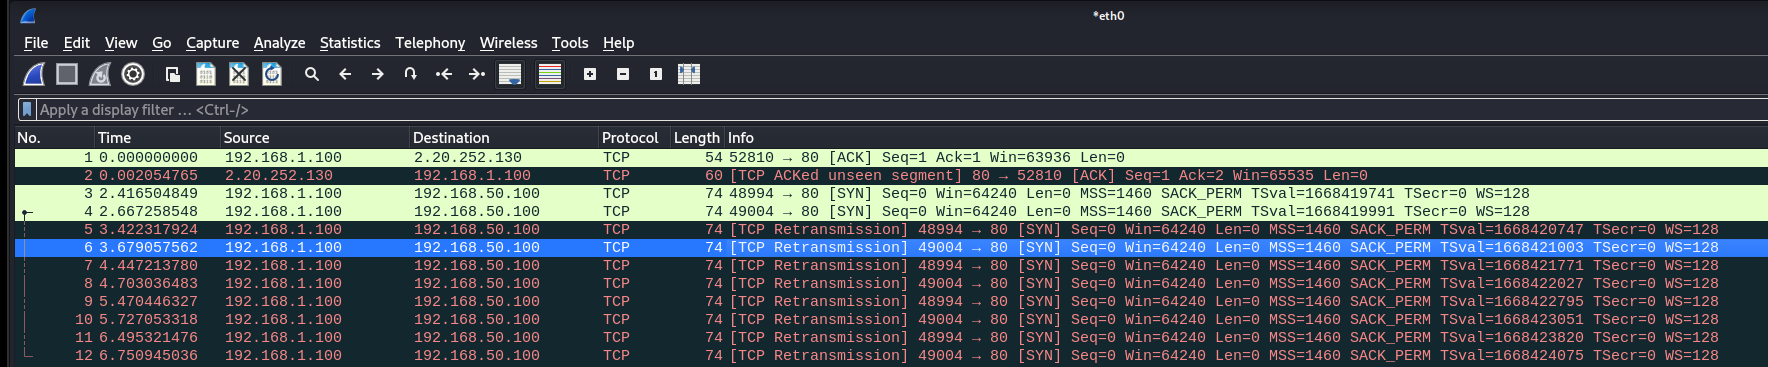 *eth0
File Edit View Go Capture Analyze Statistics Telephony Wireless Tools Help
Apply a display filter … <Ctrl-/>
No. Time Source Destination Protocol Length Info
1 0.000000000 192.168.1.100 2.20.252.130 TCP 54 52810 → 80 [ACK] Seq=1 Ack=1 Win=63936 Len=0
2 0.002054765 2.20.252.130 192.168.1.100 TCP 60 [TCP ACKed unseen segment] 80 → 52810 [ACK] Seq=1 Ack=2 Win=65535 Len=0
3 2.416504849 192.168.1.100 192.168.50.100 TCP 74 48994 → 80 [SYN] Seq=0 Win=64240 Len=0 MSS=1460 SACK_PERM TSval=1668419741 TSecr=0 WS=128
4 2.667258548 192.168.1.100 192.168.50.100 TCP 74 49004 → 80 [SYN] Seq=0 Win=64240 Len=0 MSS=1460 SACK_PERM TSval=1668419991 TSecr=0 WS=128
5 3.422317924 192.168.1.100 192.168.50.100 TCP 74 [TCP Retransmission] 48994 → 80 [SYN] Seq=0 Win=64240 Len=0 MSS=1460 SACK_PERM TSval=1668420747 TSecr=0 WS=128
6 3.679057562 192.168.1.100 192.168.50.100 TCP 74 [TCP Retransmission] 49004 → 80 [SYN] Seq=0 Win=64240 Len=0 MSS=1460 SACK_PERM TSval=1668421003 TSecr=0 WS=128
7 4.447213780 192.168.1.100 192.168.50.100 TCP 74 [TCP Retransmission] 48994 → 80 [SYN] Seq=0 Win=64240 Len=0 MSS=1460 SACK_PERM TSval=1668421771 TSecr=0 WS=128
8 4.703036483 192.168.1.100 192.168.50.100 TCP 74 [TCP Retransmission] 49004 → 80 [SYN] Seq=0 Win=64240 Len=0 MSS=1460 SACK_PERM TSval=1668422027 TSecr=0 WS=128
9 5.470446327 192.168.1.100 192.168.50.100 TCP 74 [TCP Retransmission] 48994 → 80 [SYN] Seq=0 Win=64240 Len=0 MSS=1460 SACK_PERM TSval=1668422795 TSecr=0 WS=128
10 5.727053318 192.168.1.100 192.168.50.100 TCP 74 [TCP Retransmission] 49004 → 80 [SYN] Seq=0 Win=64240 Len=0 MSS=1460 SACK_PERM TSval=1668423051 TSecr=0 WS=128
11 6.495321476 192.168.1.100 192.168.50.100 TCP 74 [TCP Retransmission] 48994 → 80 [SYN] Seq=0 Win=64240 Len=0 MSS=1460 SACK_PERM TSval=1668423820 TSecr=0 WS=128
12 6.750945036 192.168.1.100 192.168.50.100 TCP 74 [TCP Retransmission] 49004 → 80 [SYN] Seq=0 Win=64240 Len=0 MSS=1460 SACK_PERM TSval=1668424075 TSecr=0 WS=128